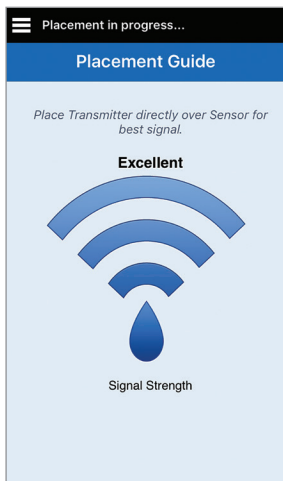 Placement in progress...
Placement Guide
Place Transmitter directly over Sensor for
best signal.
Excellent
Signal Strength